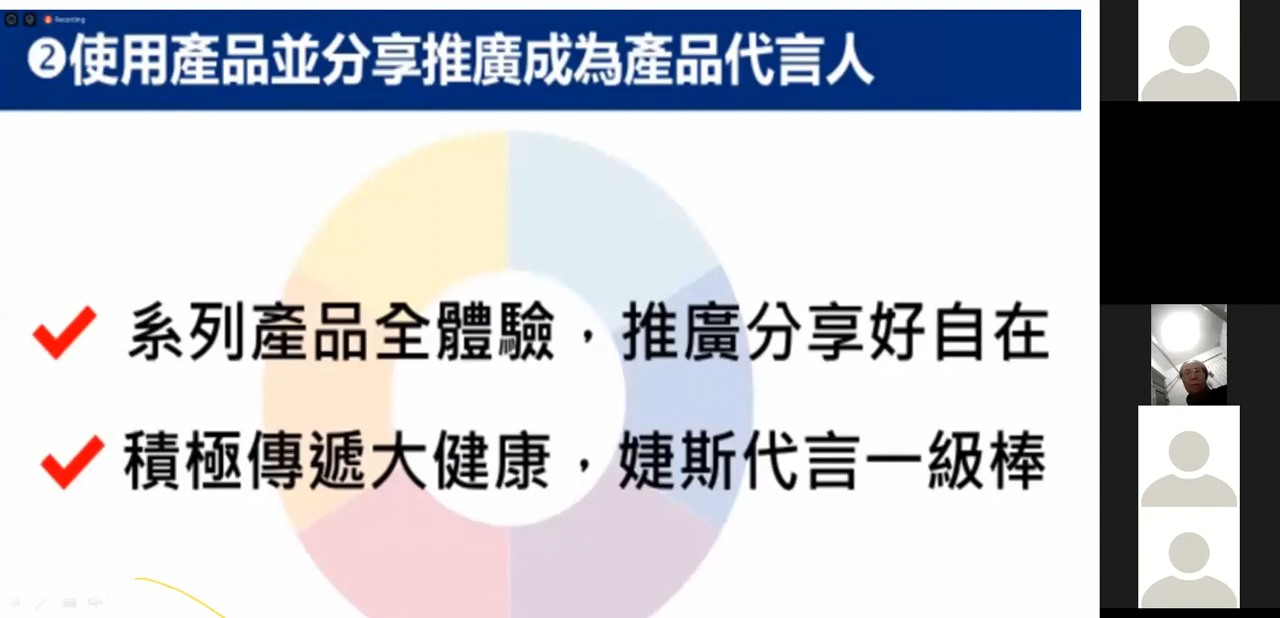 Recording
❷使用產品並分享推廣成為產品代言人
系列產品全體驗，推廣分享好自在
積極傳遞大健康，婕斯代言一級棒